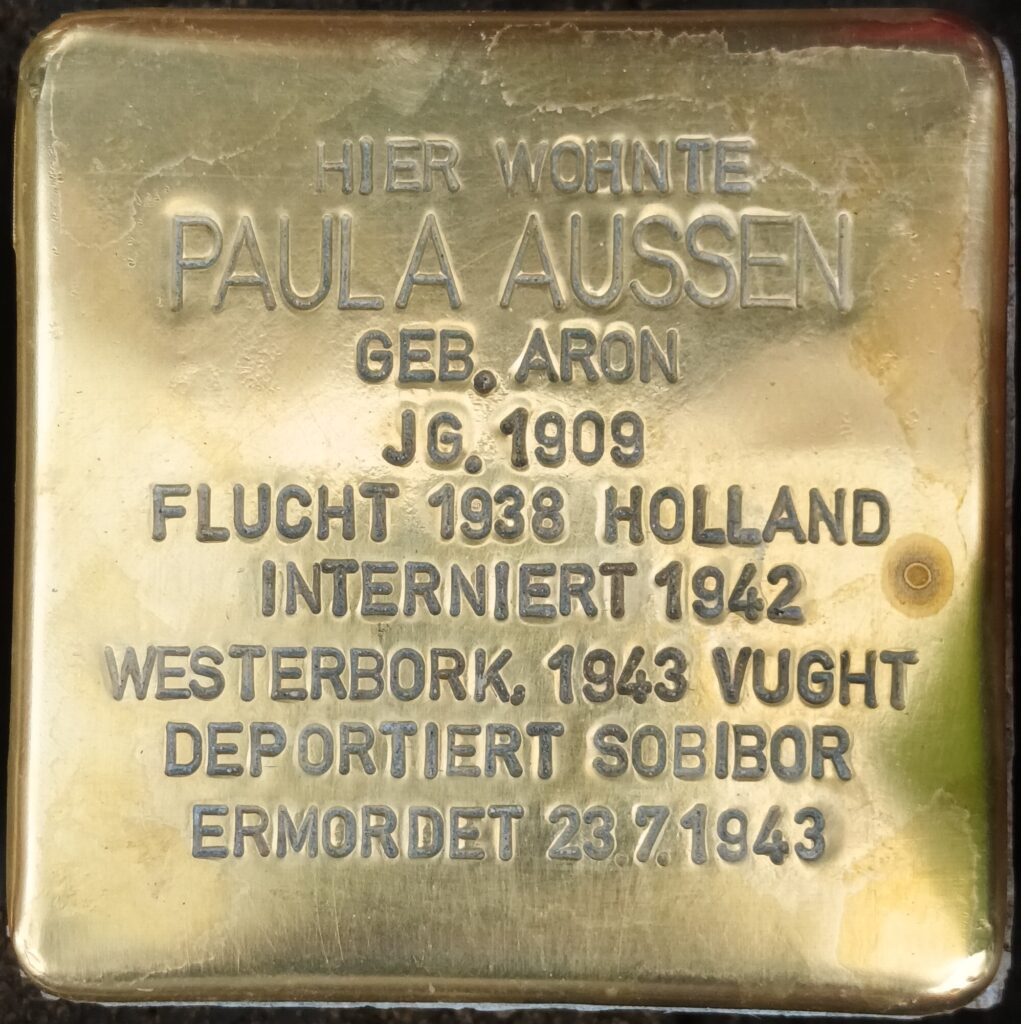 HIER WOHNTE
PAULA AUSSEN
GEB. ARON
JG. 1909
FLUCHT 1938 HOLLAND
INTERNIERT 1942
WESTERBORK, 1943 VUGHT
DEPORTIERT SOBIBOR
ERMORDET 23.7.1943